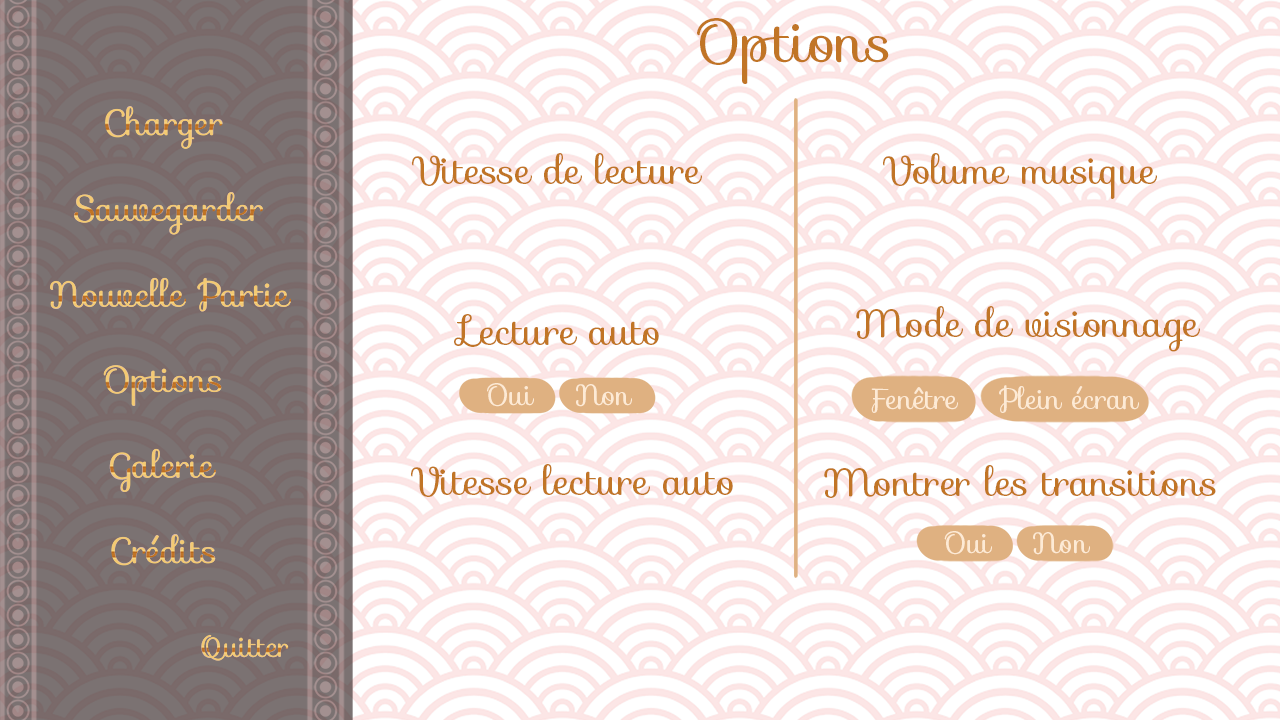 Charger
Sauvegarder
Nouvelle Partie
Options
Galerie
Crédits
Quitter
Options
Vitesse de lecture
Lecture auto
Oui Non
Vitesse lecture auto
Volume musique
Mode de visionnage
Fenêtre Plein écran
Montrer les transitions
Oui Non